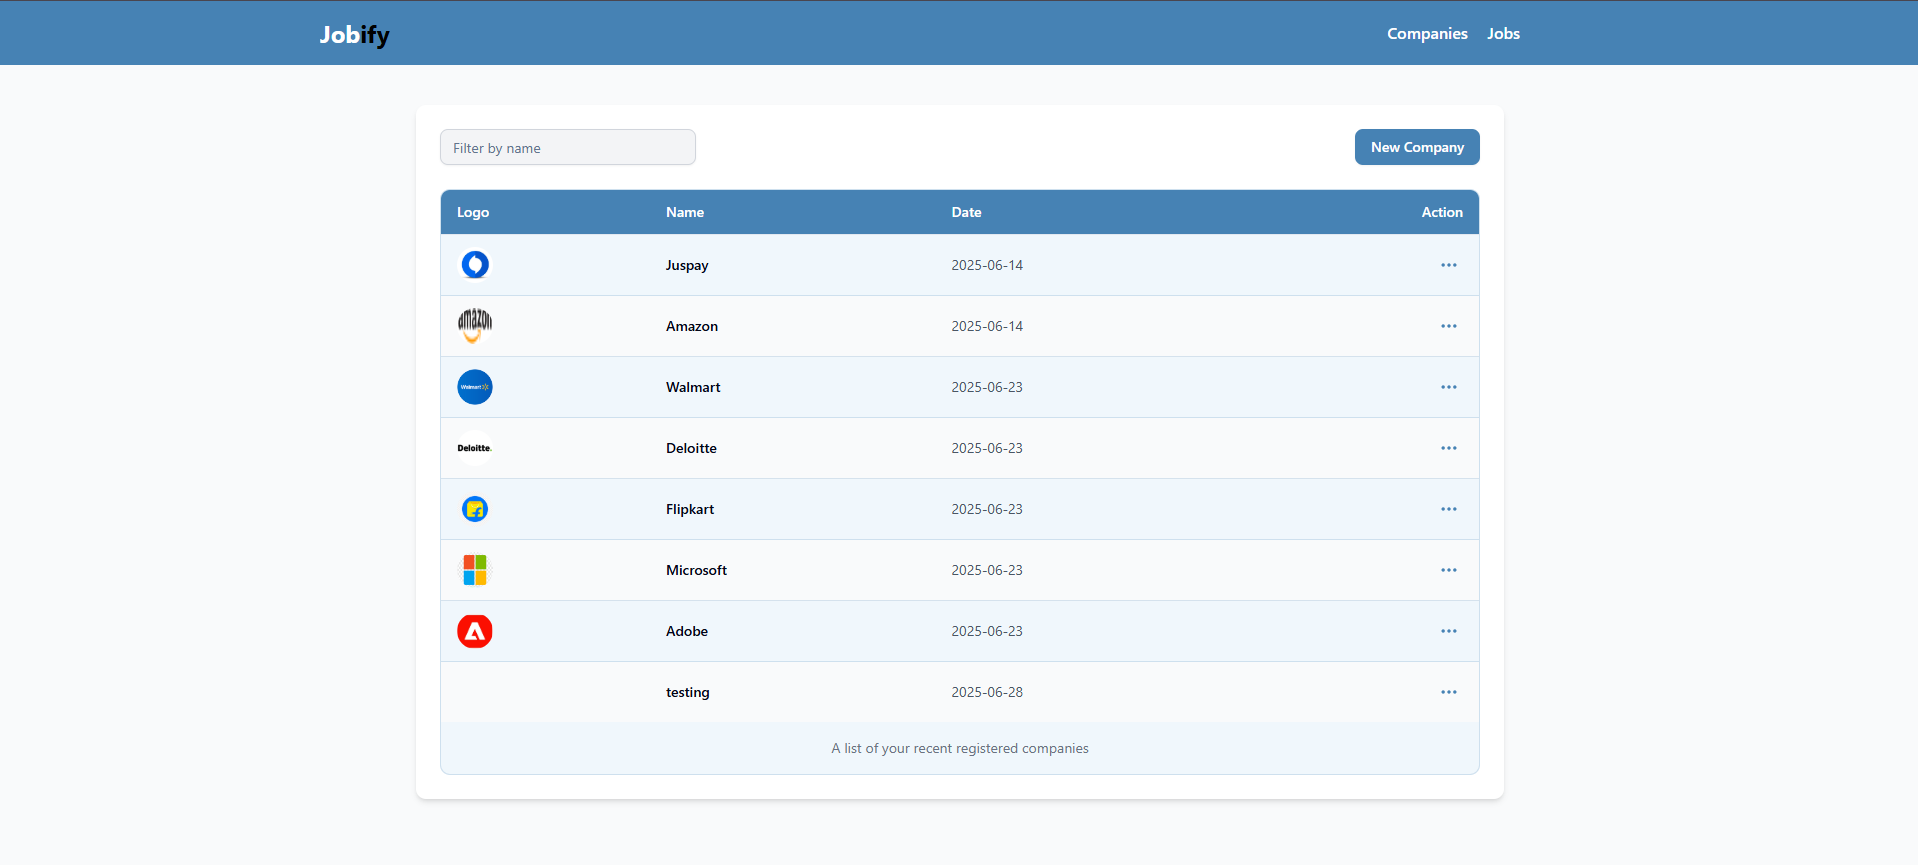 Jobify
Companies Jobs
Filter by name
New Company
Logo Name Date Action
Juspay 2025-06-14
amazon Amazon 2025-06-14
Walmart Walmart 2025-06-23
Deloitte. Deloitte 2025-06-23
Flipkart 2025-06-23
Microsoft 2025-06-23
Adobe 2025-06-23
testing 2025-06-28
A list of your recent registered companies